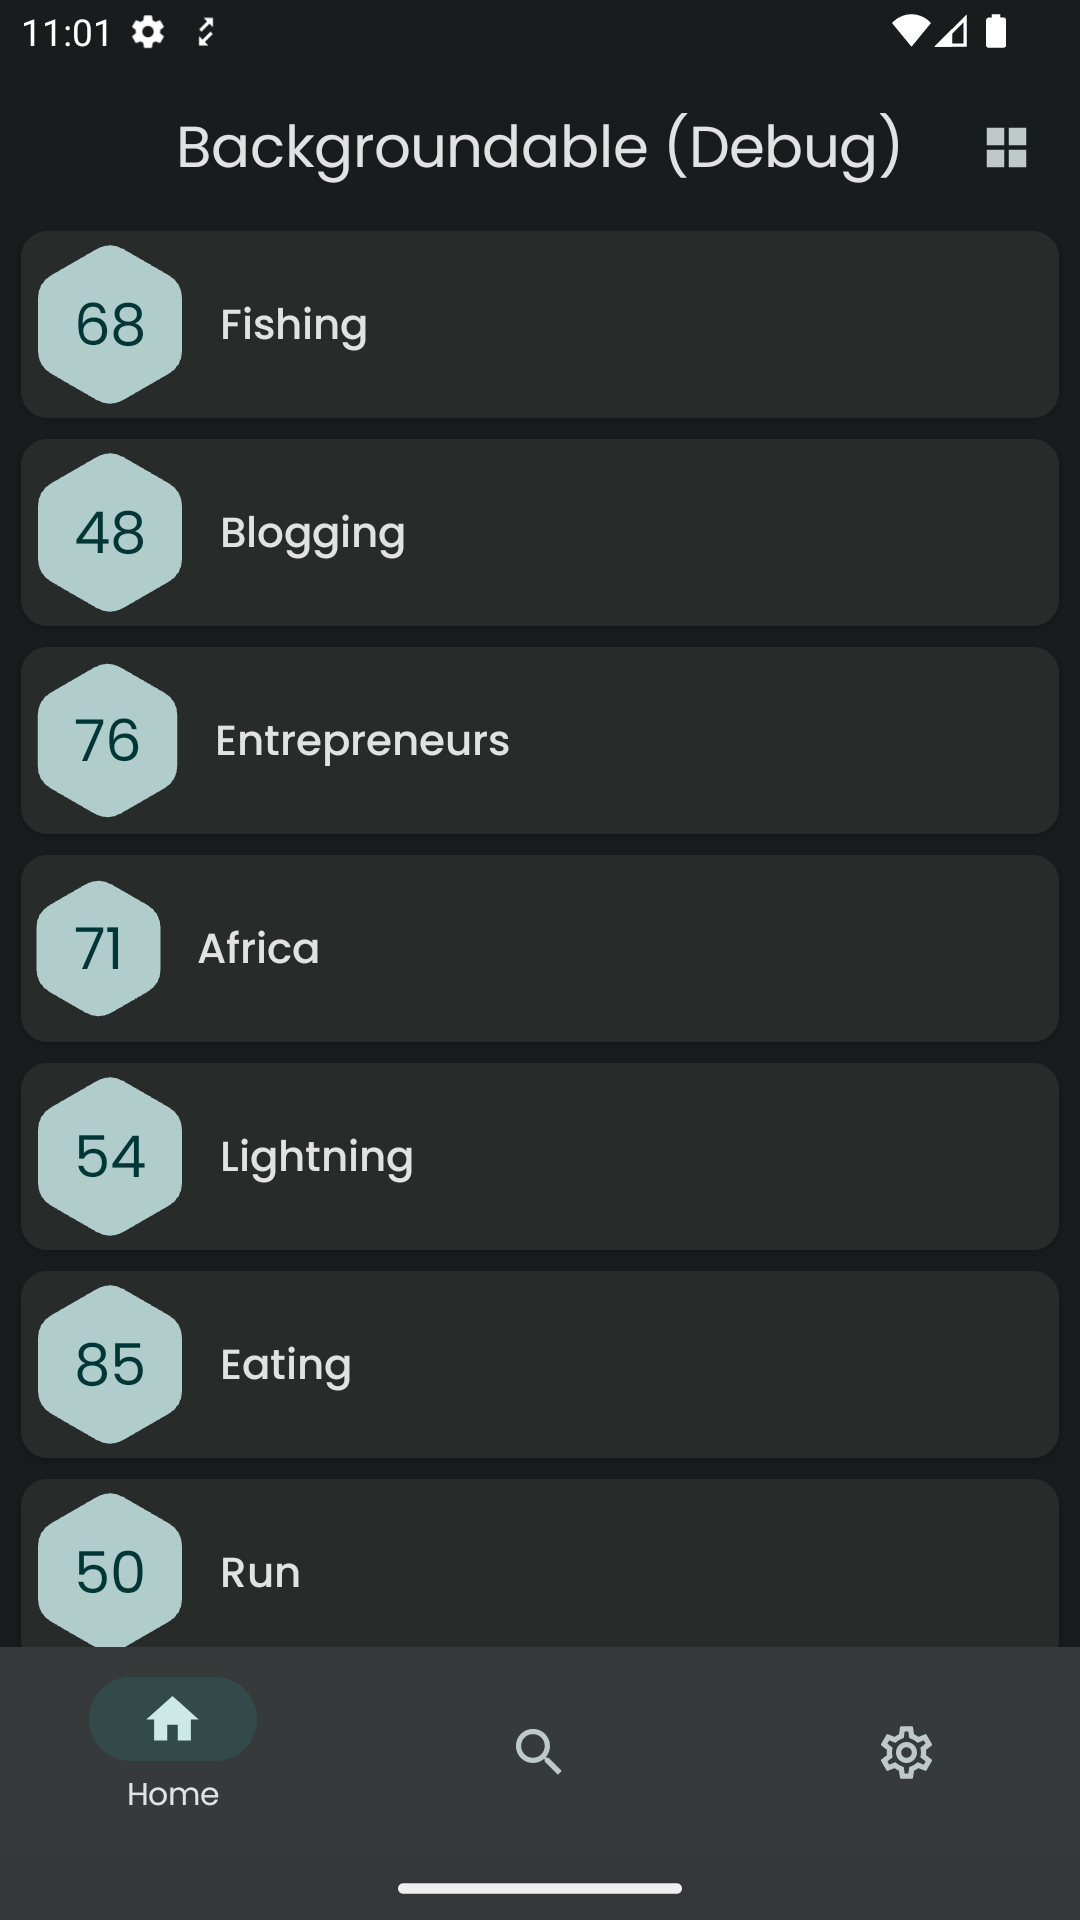 11:01
Backgroundable (Debug)
68 Fishing
48 Blogging
76 Entrepreneurs
71 Africa
54 Lightning
85 Eating
50 Run
Home